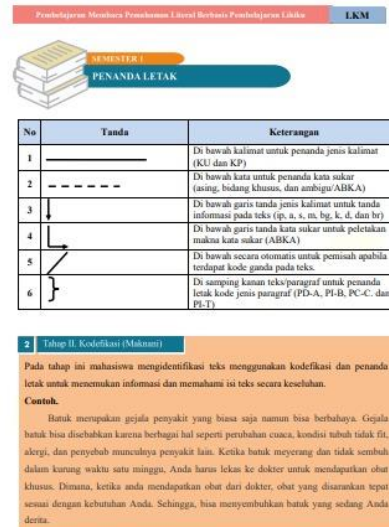 Pembelajaran Membaca Pemahaman Literal Berbasis Pembelajaran Likiku
LKM
SEMESTER 1
PENANDA LETAK
No Tanda Keterangan
1 Di bawah kalimat untuk penanda jenis kalimat
(KU dan KP)
2 Di bawah kata untuk penanda kata sukar
(asing, bidang khusus, dan ambigu/ABKA)
3 Di bawah garis tanda jenis kalimat untuk tanda
informasi pada teks (ip, a, s, m, bg, k, d, dan br)
4 Di bawah garis tanda kata sukar untuk peletakan
makna kata sukar (ABKA)
5 Di bawah secara otomatis untuk pemisah apabila
terdapat kode ganda pada teks.
6 Di samping kanan teks/paragraf untuk penanda
letak kode jenis paragraf (PD-A, PI-B, PC-C. dan
PI-T)
2 Tahap II. Kodefikasi (Maknani)
Pada tahap ini mahasiswa mengidentifikasi teks menggunakan kodefikasi dan penanda
letak untuk menemukan informasi dan memahami isi teks secara keseluhan.
Contoh.
Batuk merupakan gejala penyakit yang biasa saja namun bisa berbahaya. Gejala
batuk bisa disebabkan karena berbagai hal seperti perubahan cuaca, kondisi tubuh tidak fit,
alergi, dan penyebab munculnya penyakit lain. Ketika batuk meyerang dan tidak sembuh
dalam kurung waktu satu minggu, Anda harus lekas ke dokter untuk mendapatkan obat
khusus. Dimana, ketika anda mendapatkan obat dari dokter, obat yang disarankan tepat
sesuai dengan kebutuhan Anda. Sehingga, bisa menyembuhkan batuk yang sedang Anda
derita.